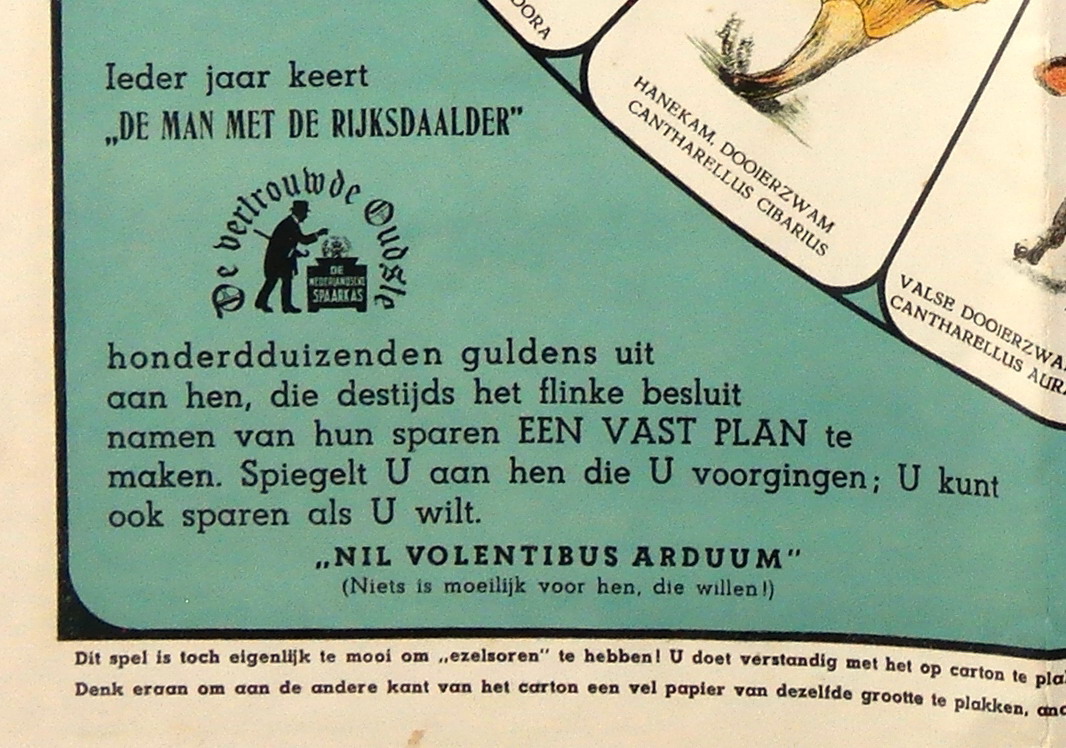 DORA
HANEKAM, DOOIERZWAM
CANTHARELLUS CIBARIUS
VALSE DOOIERZWA
CANTHARELLUS AURA
Ieder jaar keert
„DE MAN MET DE RIJKSDAALDER”
De vertrouwde Oudste
DE
NEDERLANDSCHE
SPAARKAS
honderdduizenden guldens uit
aan hen, die destijds het flinke besluit
namen van hun sparen EEN VAST PLAN te
maken. Spiegelt U aan hen die U voorgingen; U kunt
ook sparen als U wilt.
„NIL VOLENTIBUS ARDUUM”
(Niets is moeilijk voor hen, die willen!)
Dit spel is toch eigenlijk te mooi om „ezelsoren” te hebben! U doet verstandig met het op carton te pla
Denk eraan om aan de andere kant van het carton een vel papier van dezelfde grootte te plakken, and